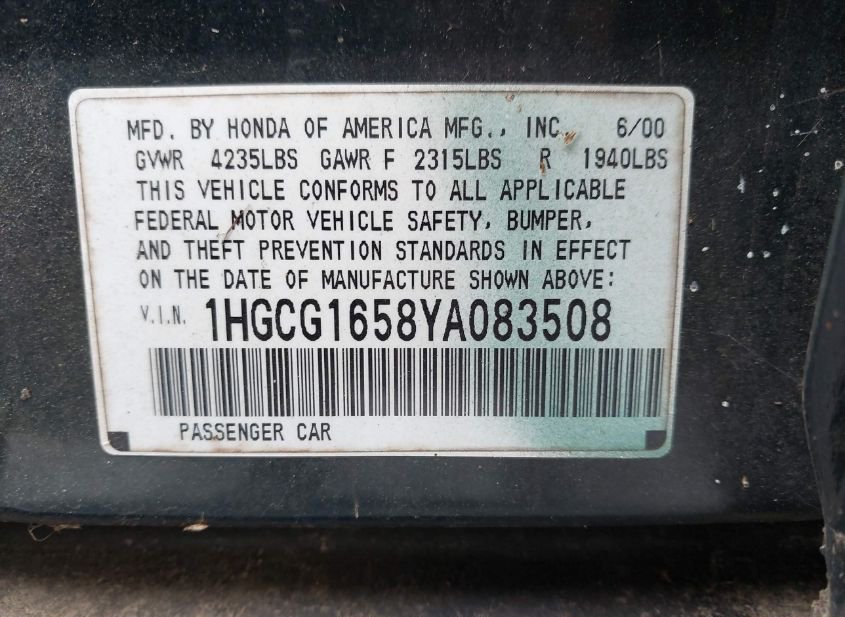 MFD. BY HONDA OF AMERICA MFG., INC. 6/00
GVWR 4235LBS GAWR F 2315LBS R 1940LBS
THIS VEHICLE CONFORMS TO ALL APPLICABLE
FEDERAL MOTOR VEHICLE SAFETY, BUMPER,
AND THEFT PREVENTION STANDARDS IN EFFECT
ON THE DATE OF MANUFACTURE SHOWN ABOVE:
V.I.N. 1HGCG1658YA083508
PASSENGER CAR